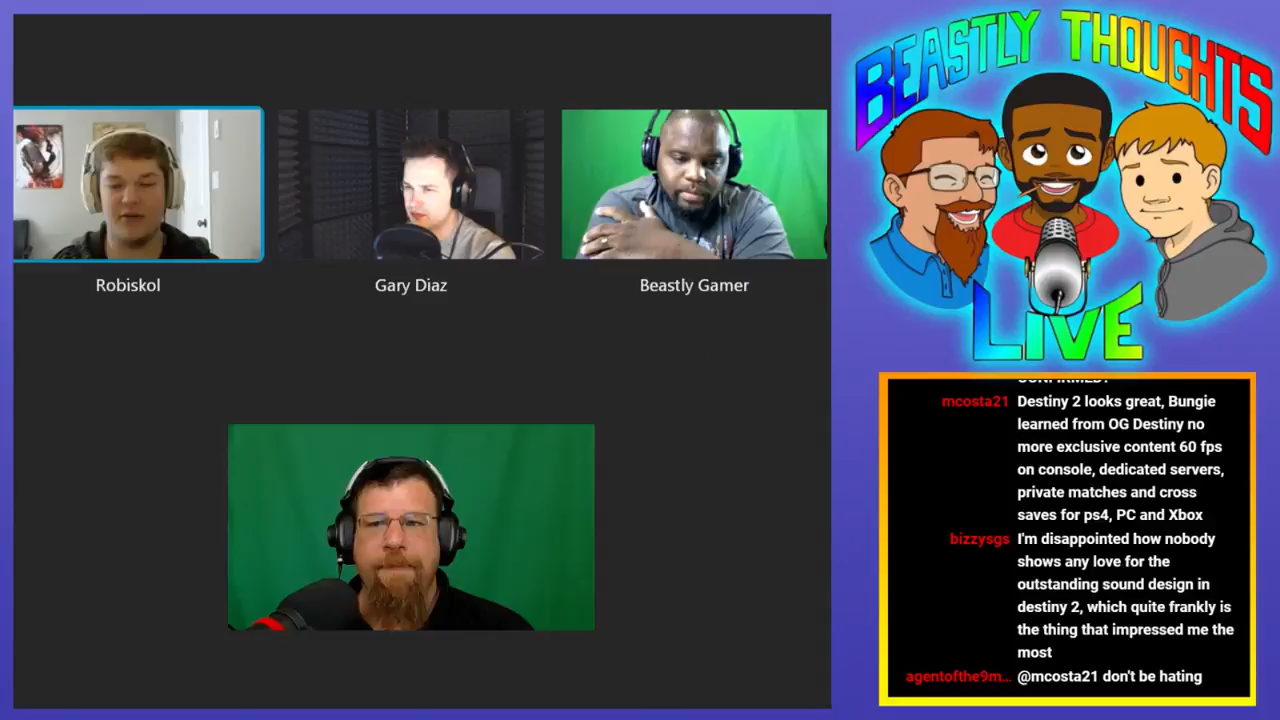 BEASTLY THOUGHTS
LIVE
Robiskol
Gary Diaz
Beastly Gamer
CONFIRMED?
mcosta21 Destiny 2 looks great, Bungie
learned from OG Destiny no
more exclusive content 60 fps
on console, dedicated servers,
private matches and cross
saves for ps4, PC and Xbox
bizzysgs I'm disappointed how nobody
shows any love for the
outstanding sound design in
destiny 2, which quite frankly is
the thing that impressed me the
most
agentofthe9m... @mcosta21 don't be hating